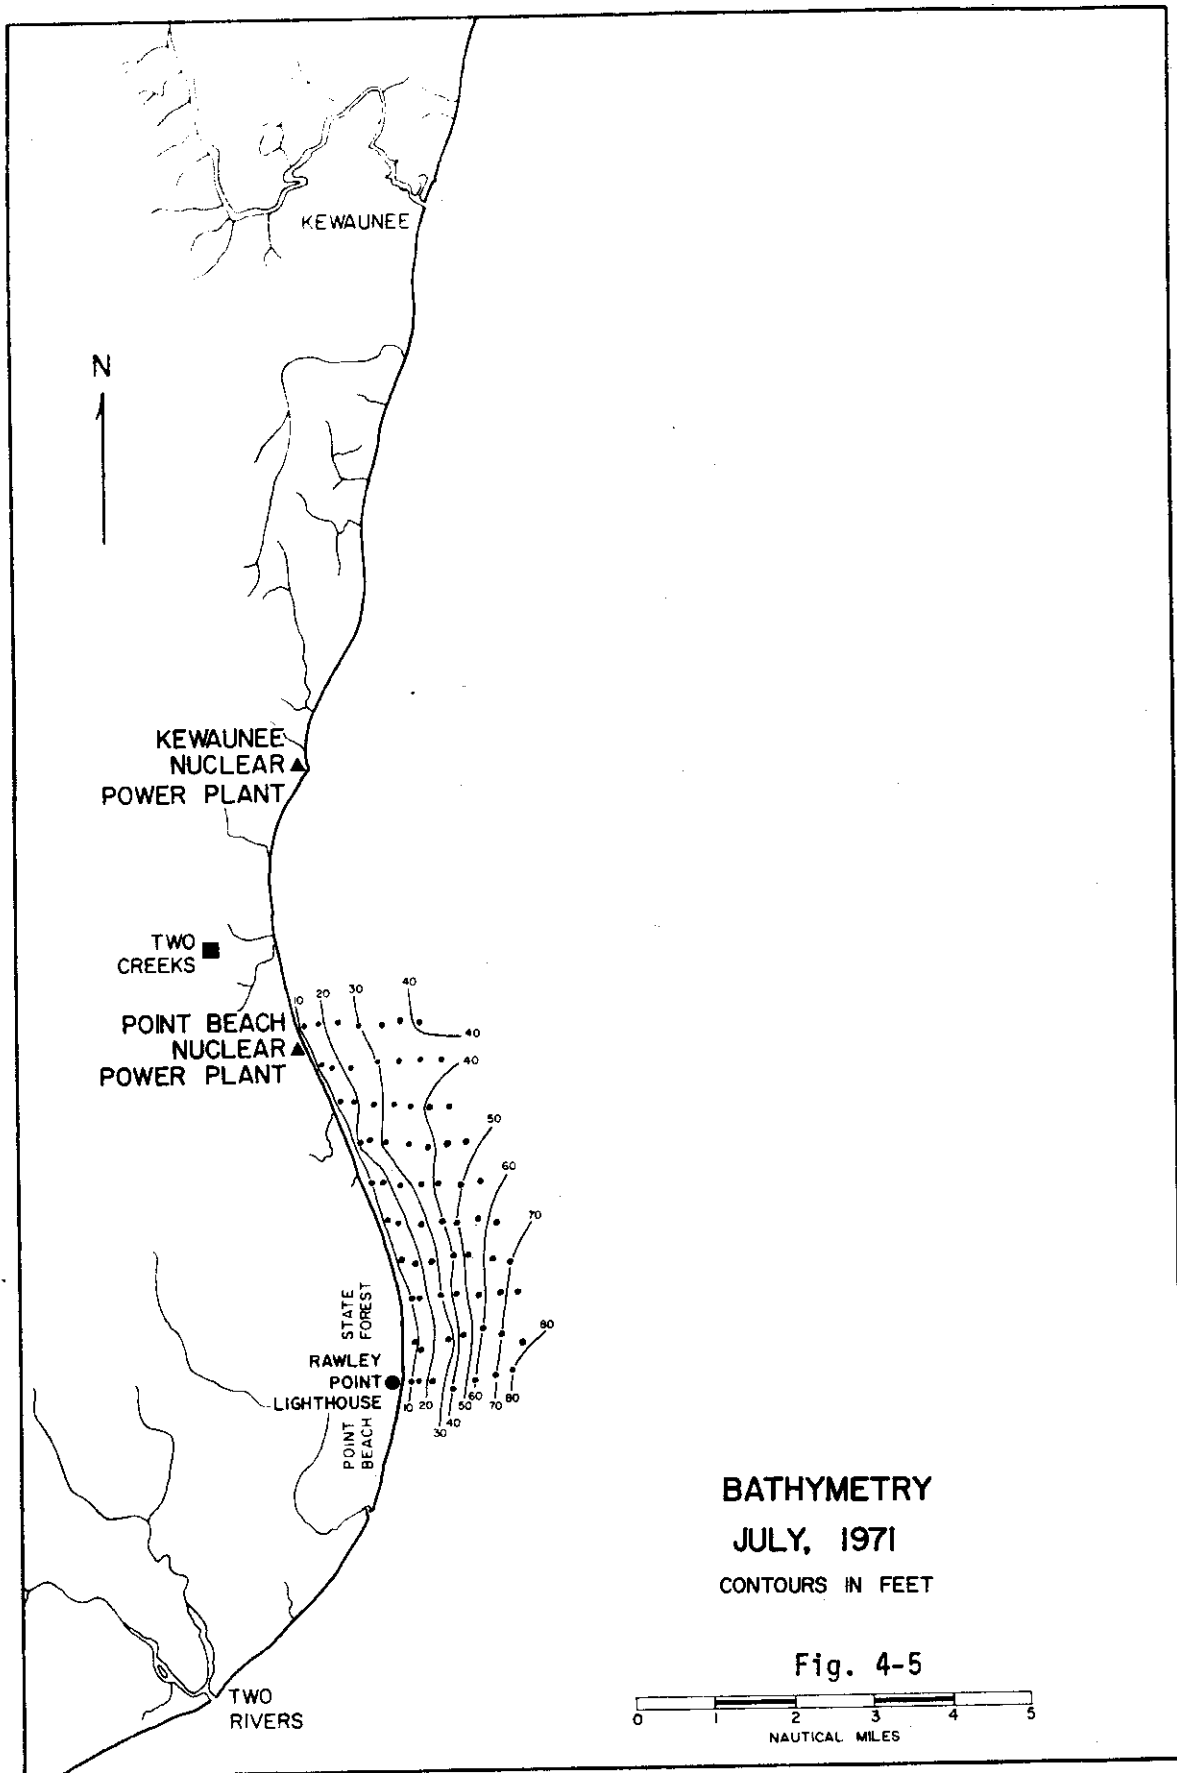 KEWAUNEE
N
KEWAUNEE
NUCLEAR
POWER PLANT
TWO
CREEKS
POINT BEACH
NUCLEAR
POWER PLANT
10
20
30
40
40
40
50
60
70
80
STATE
FOREST
RAWLEY
POINT
LIGHTHOUSE
POINT
BEACH
10
20
30
40
50
60
70
80
TWO
RIVERS
BATHYMETRY
JULY, 1971
CONTOURS IN FEET
Fig. 4-5
0 1 2 3 4 5
NAUTICAL MILES